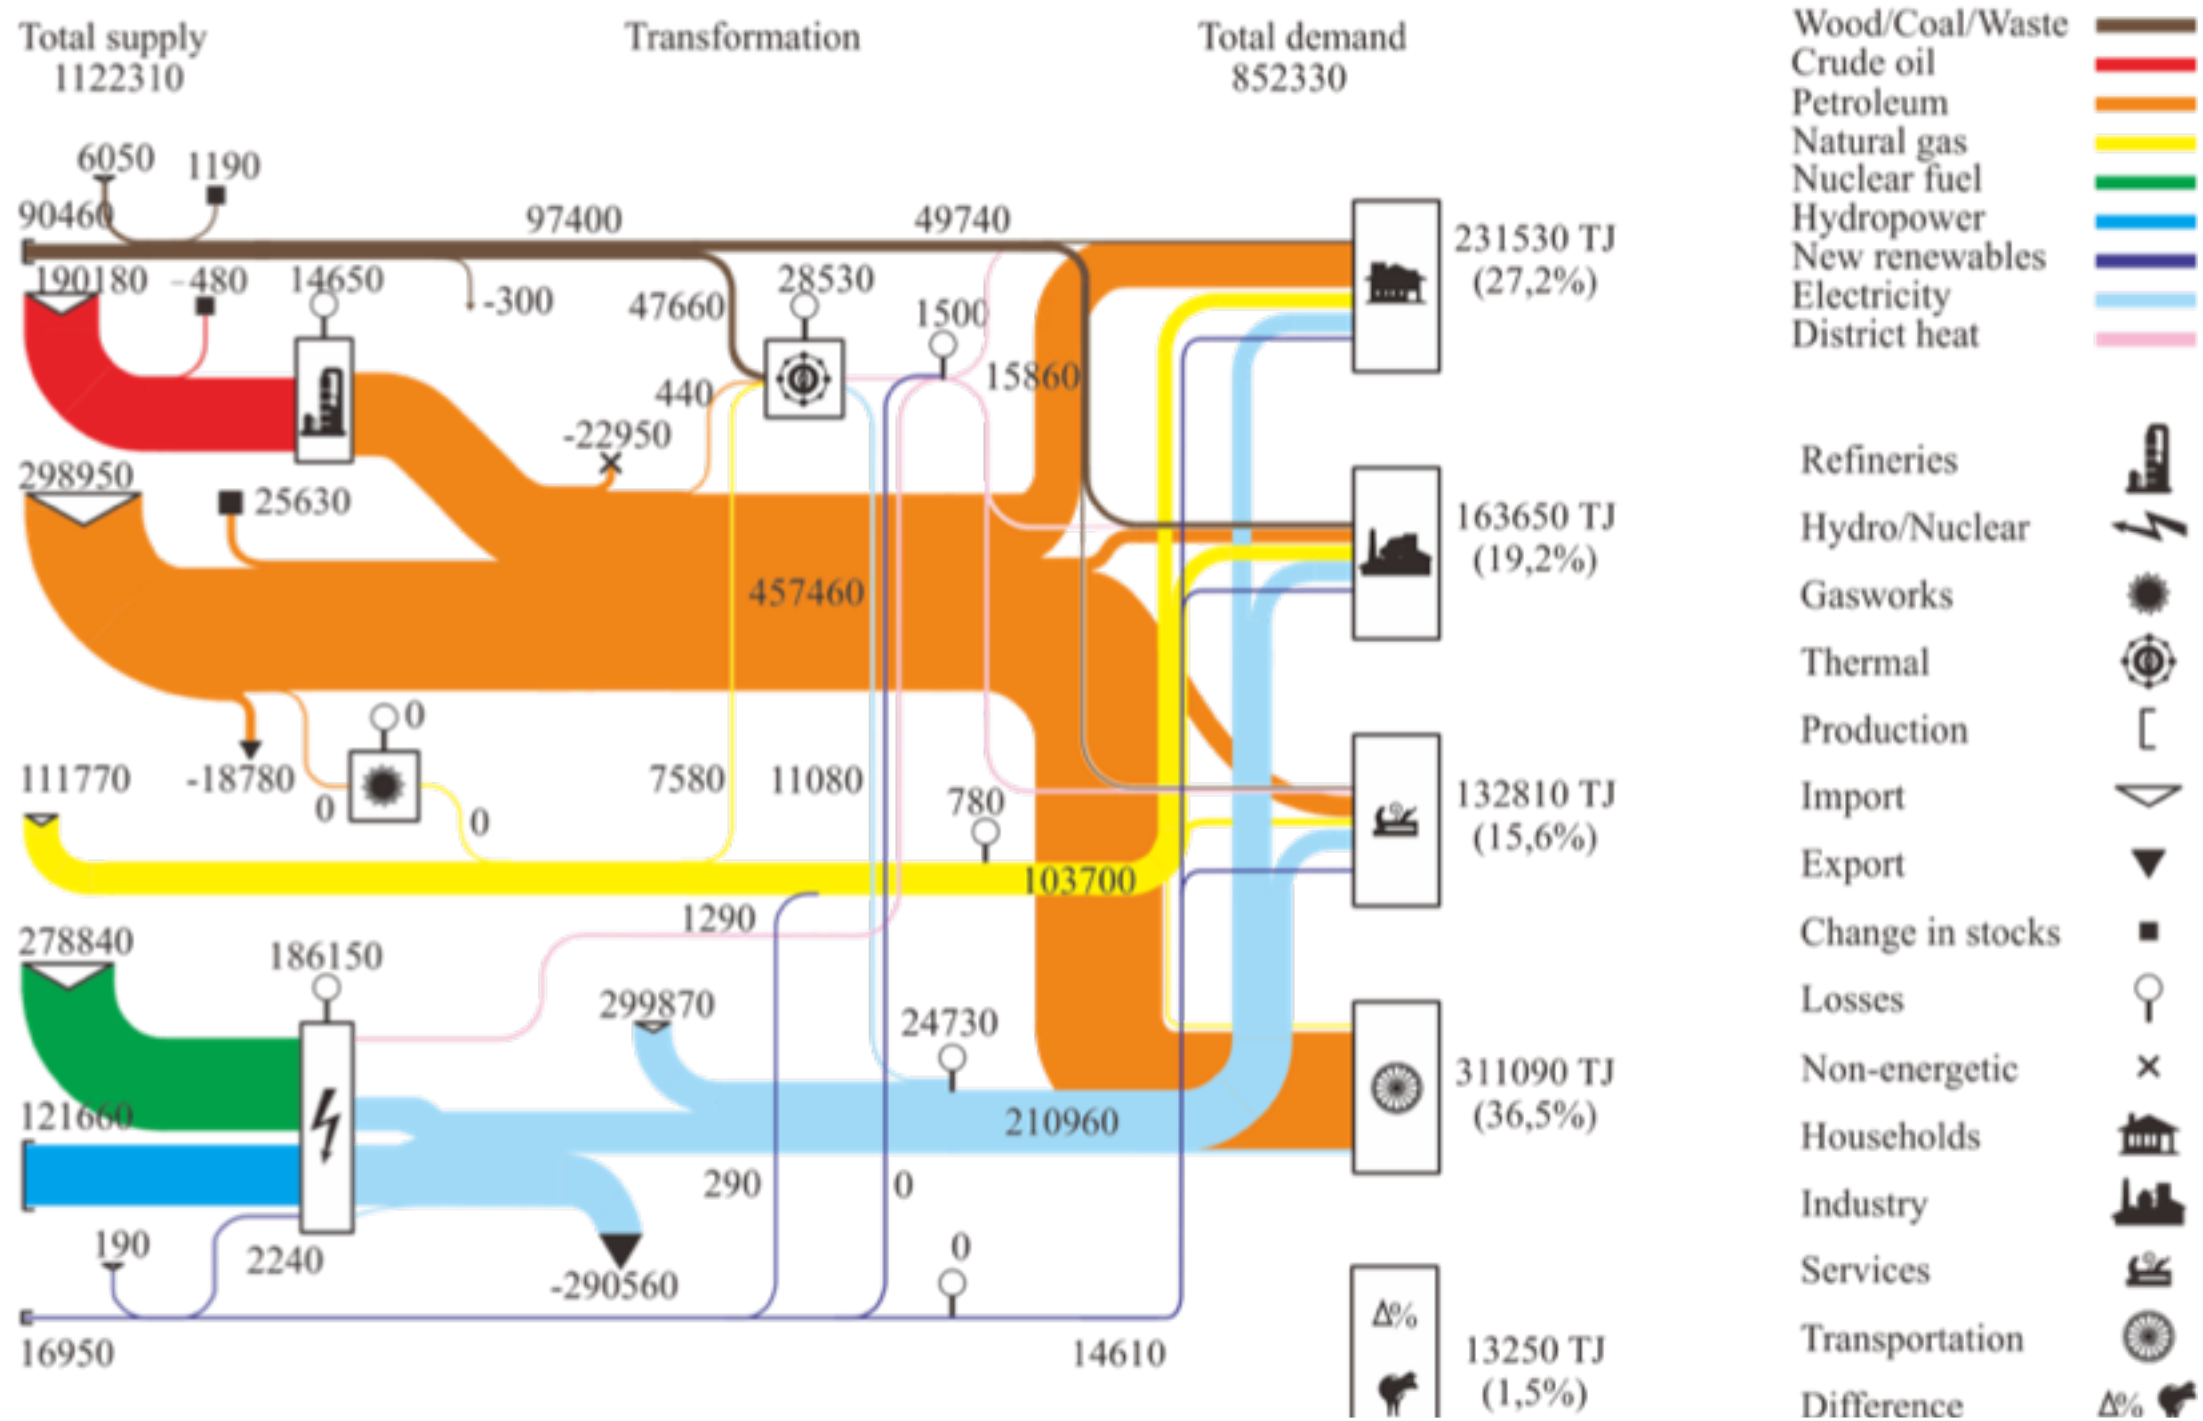 Total supply
1122310
Transformation
Total demand
852330
6050
1190
90460
97400
49740
190180
-480
14650
-300
47660
28530
1500
440
15860
-22950
298950
25630
457460
-18780
0
0
0
111770
7580
11080
780
103700
1290
278840
186150
299870
24730
121660
210960
290
0
190
2240
-290560
0
16950
14610
231530 TJ
(27,2%)
163650 TJ
(19,2%)
132810 TJ
(15,6%)
311090 TJ
(36,5%)
Δ%
13250 TJ
(1,5%)
Wood/Coal/Waste
Crude oil
Petroleum
Natural gas
Nuclear fuel
Hydropower
New renewables
Electricity
District heat
Refineries
Hydro/Nuclear
Gasworks
Thermal
Production
Import
Export
Change in stocks
Losses
Non-energetic
Households
Industry
Services
Transportation
Difference Δ%